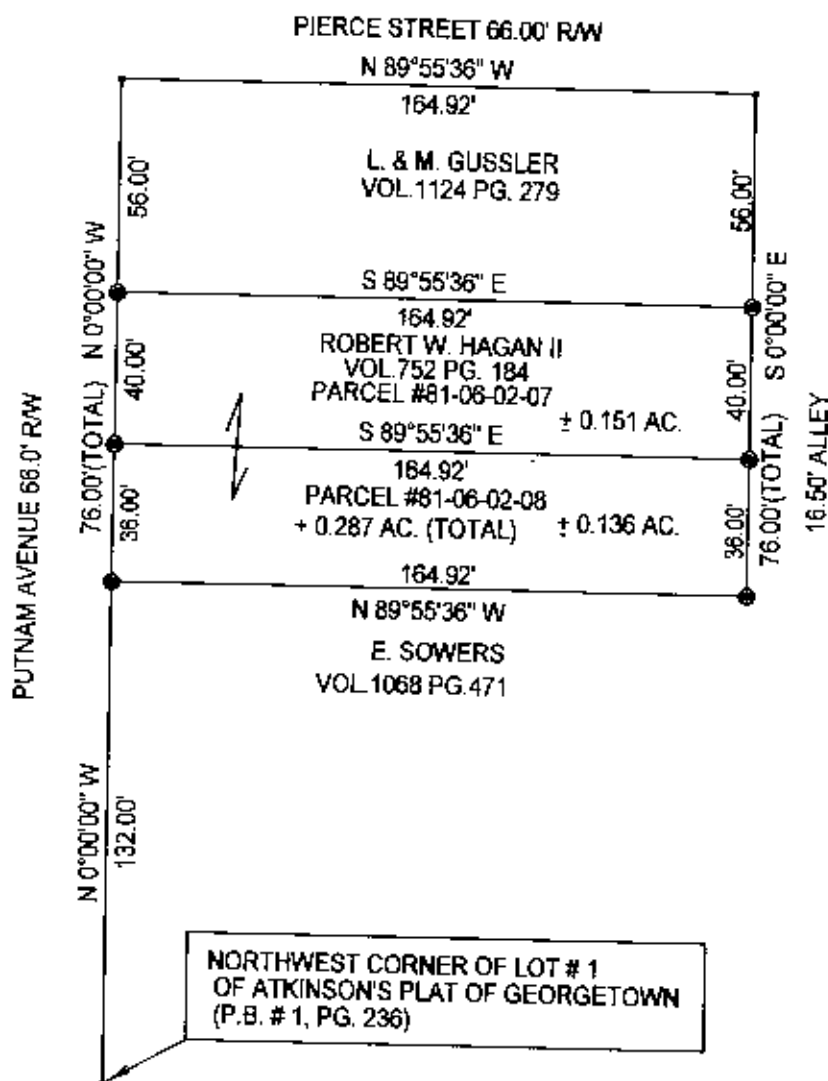 PIERCE STREET 66.00' R/W
N 89°55'36" W
164.92'
L. & M. GUSSLER
VOL.1124 PG. 279
56.00'
56.00'
N 0°00'00" W
S 0°00'00" E
S 89°55'36" E
164.92'
ROBERT W. HAGAN II
VOL.752 PG. 184
PARCEL #81-06-02-07
± 0.151 AC.
40.00'
40.00'
S 89°55'36" E
164.92'
PARCEL #81-06-02-08
+ 0.287 AC. (TOTAL)
± 0.136 AC.
76.00'(TOTAL)
36.00'
36.00'
76.00'(TOTAL)
16.50' ALLEY
PUTNAM AVENUE 66.0' R/W
164.92'
N 89°55'36" W
E. SOWERS
VOL.1068 PG.471
N 0°00'00" W
132.00'
NORTHWEST CORNER OF LOT # 1
OF ATKINSON'S PLAT OF GEORGETOWN
(P.B. # 1, PG. 236)